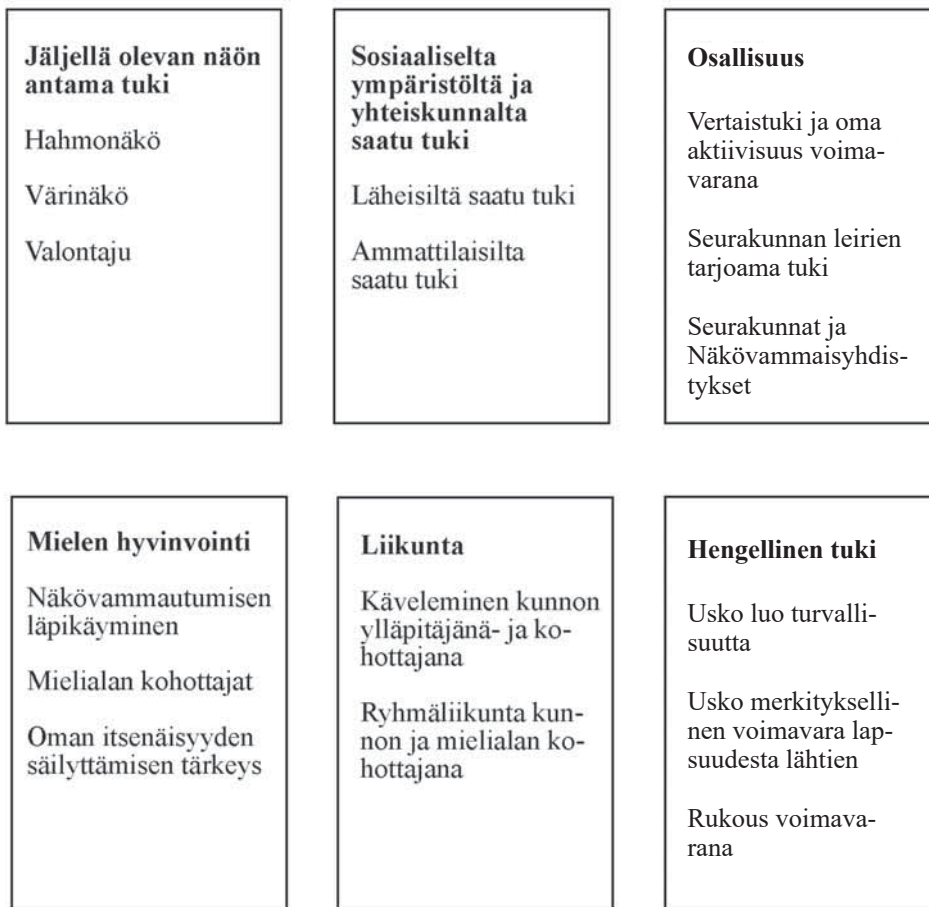 Jäljellä olevan näön
antama tuki
Hahmonäkö
Värinäkö
Valontaju
Sosiaaliselta
ympäristöltä ja
yhteiskunnalta
saatu tuki
Läheisiltä saatu tuki
Ammattilaisilta
saatu tuki
Osallisuus
Vertaistuki ja oma
aktiivisuus voima-
varana
Seurakunnan leirien
tarjoama tuki
Seurakunnat ja
Näkövammaisyhdis-
tykset
Mielen hyvinvointi
Näkövammautumisen
läpikäyminen
Mielialan kohottajat
Oman itsenäisyyden
säilyttämisen tärkeys
Liikunta
Käveleminen kunnon
ylläpitäjänä- ja ko-
hottajana
Ryhmäliikunta kun-
non ja mielialan ko-
hottajana
Hengellinen tuki
Usko luo turvalli-
suutta
Usko merkitykselli-
nen voimavara lap-
suudesta lähtien
Rukous voimava-
rana